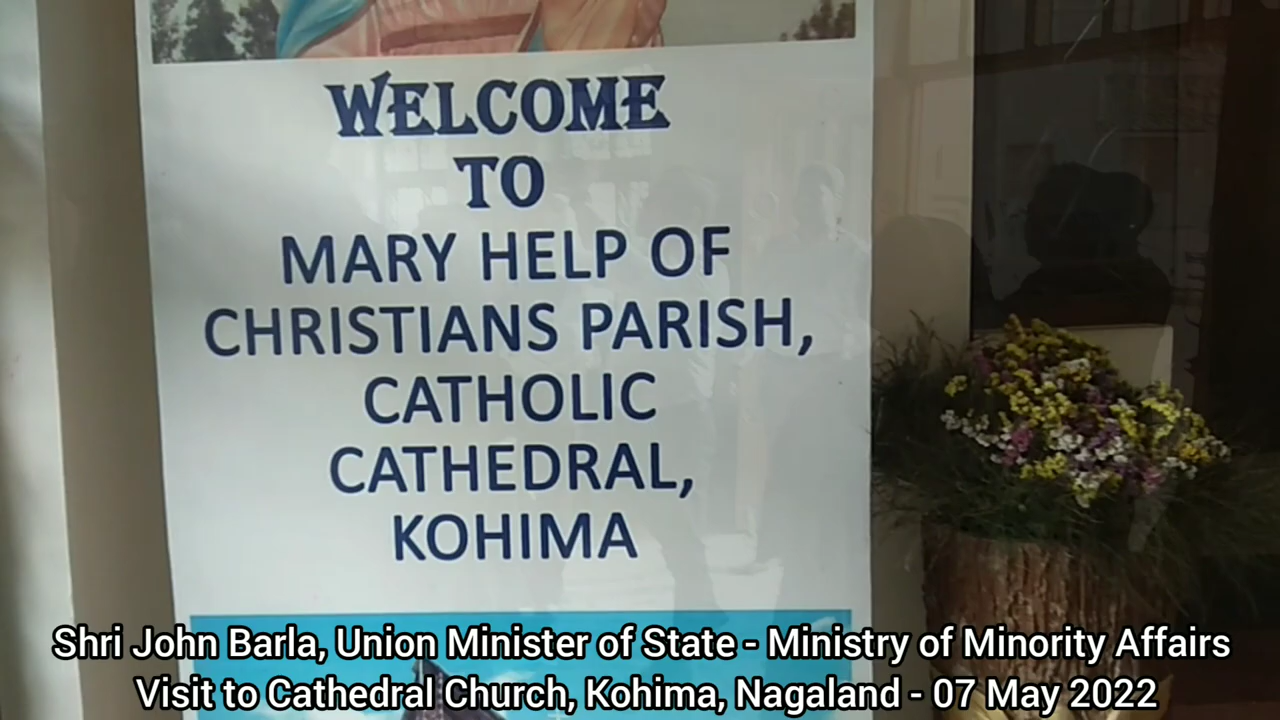 WELCOME
TO
MARY HELP OF
CHRISTIANS PARISH,
CATHOLIC
CATHEDRAL,
KOHIMA
Shri John Barla, Union Minister of State - Ministry of Minority Affairs
Visit to Cathedral Church, Kohima, Nagaland - 07 May 2022